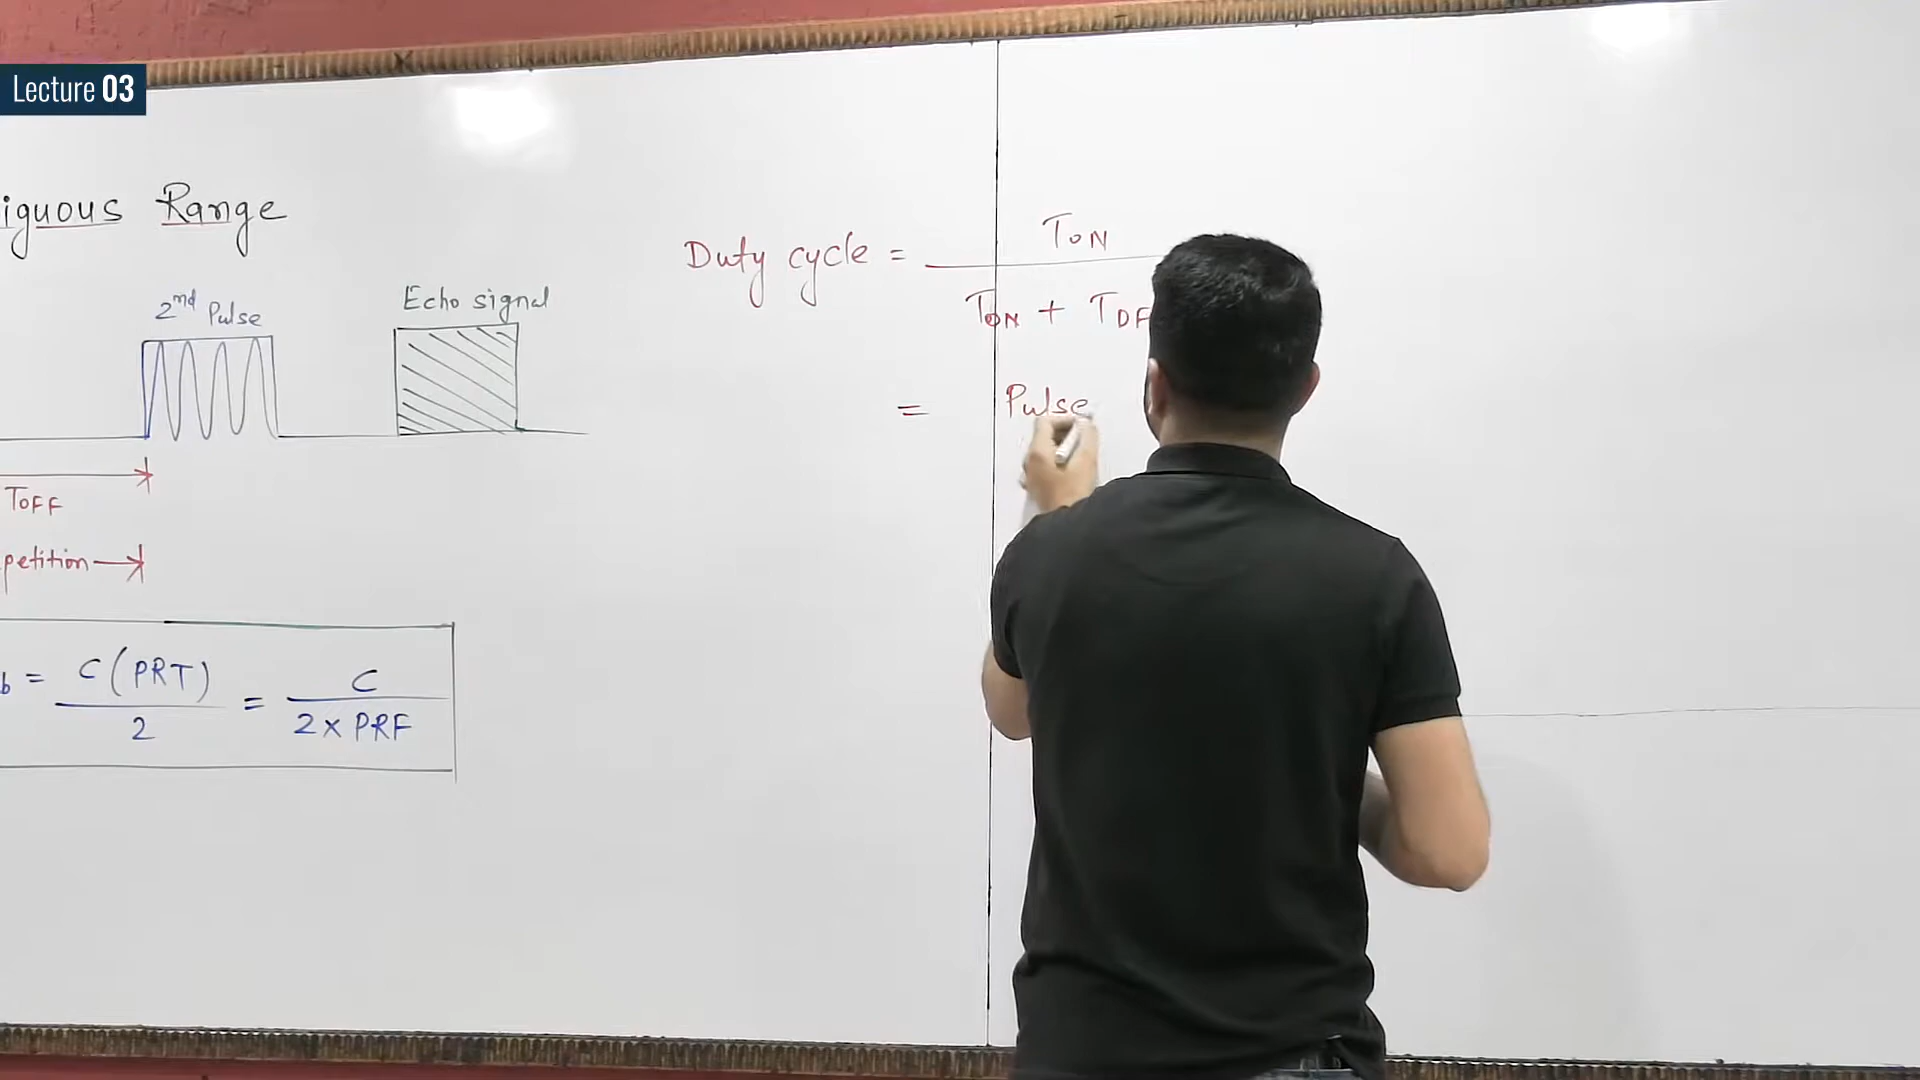 Lecture 03
iguous Range
2nd Pulse
Echo signal
TOFF
petition
b = C (PRT) / 2 = C / 2 x PRF
Duty cycle = TON / TON + TOF
= Pulse